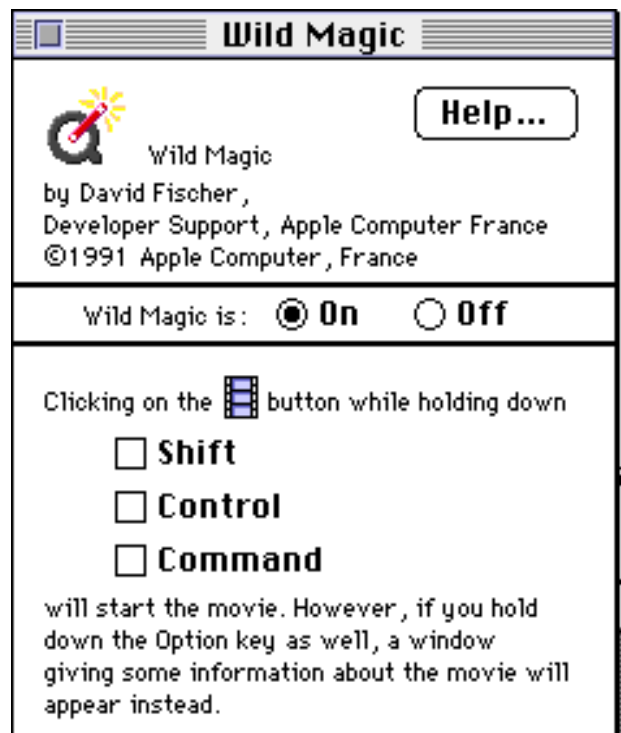 Wild Magic
Help...
Wild Magic
by David Fischer,
Developer Support, Apple Computer France
©1991 Apple Computer, France
Wild Magic is: On Off
Clicking on the button while holding down
Shift
Control
Command
will start the movie. However, if you hold
down the Option key as well, a window
giving some information about the movie will
appear instead.